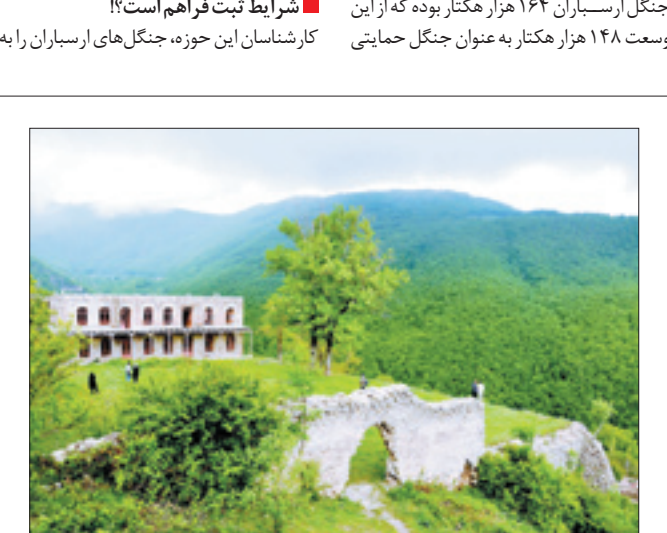 جنگل ارسباران ۱۶۴ هزار هکتار بوده که از این
وسعت ۱۴۸ هزار هکتار به عنوان جنگل حمایتی
شرایط ثبت فراهم است؟!
کارشناسان این حوزه، جنگل‌های ارسباران را به